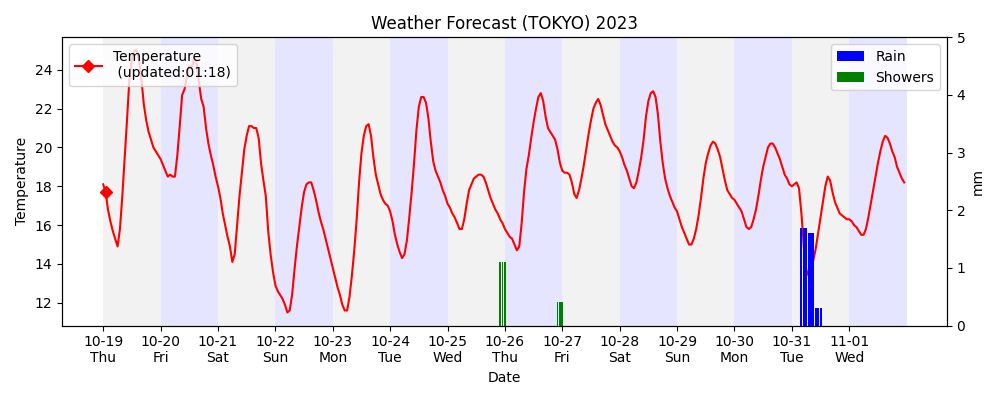 Weather Forecast (TOKYO) 2023
Temperature
(updated:01:18)
Rain
Showers
Temperature
24
22
20
18
16
14
12
5
4
3
2
1
0
mm
10-19 10-20 10-21 10-22 10-23 10-24 10-25 10-26 10-27 10-28 10-29 10-30 10-31 11-01
Thu Fri Sat Sun Mon Tue Wed Thu Fri Sat Sun Mon Tue Wed
Date